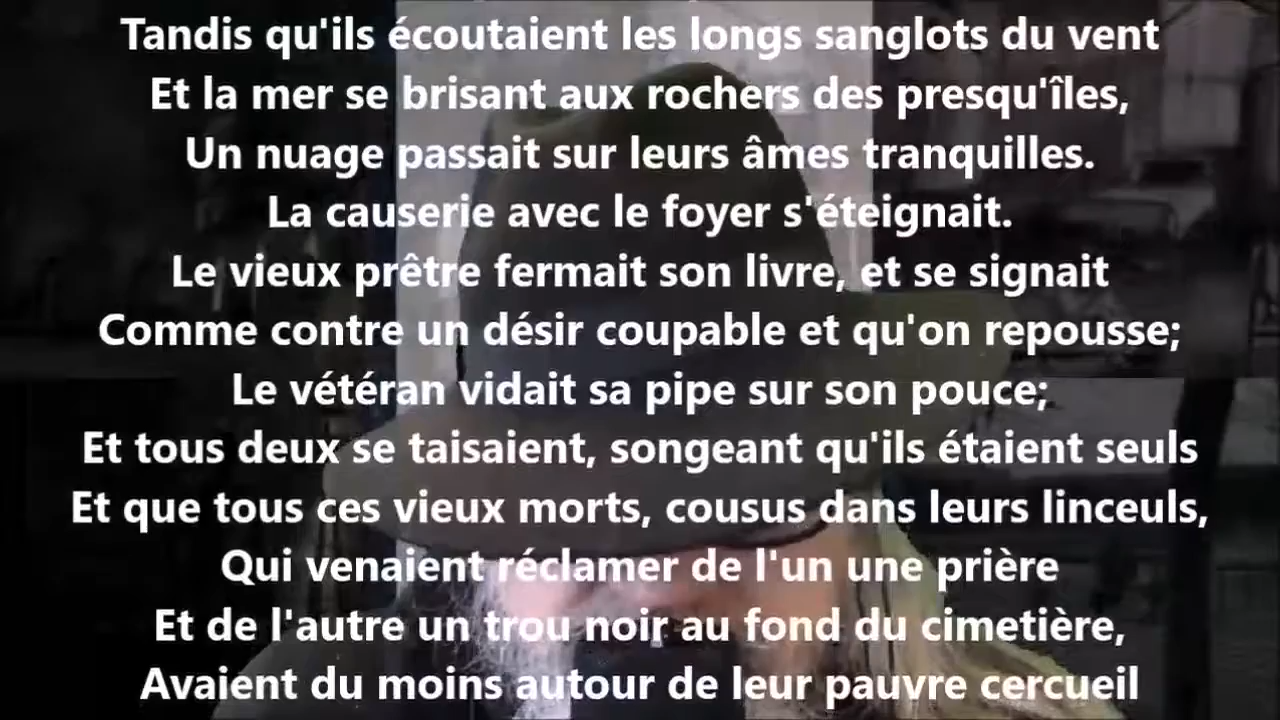 Tandis qu'ils écoutaient les longs sanglots du vent
Et la mer se brisant aux rochers des presqu'îles,
Un nuage passait sur leurs âmes tranquilles.
La causerie avec le foyer s'éteignait.
Le vieux prêtre fermait son livre, et se signait
Comme contre un désir coupable et qu'on repousse;
Le vétéran vidait sa pipe sur son pouce;
Et tous deux se taisaient, songeant qu'ils étaient seuls
Et que tous ces vieux morts, cousus dans leurs linceuls,
Qui venaient réclamer de l'un une prière
Et de l'autre un trou noir au fond du cimetière,
Avaient du moins autour de leur pauvre cercueil